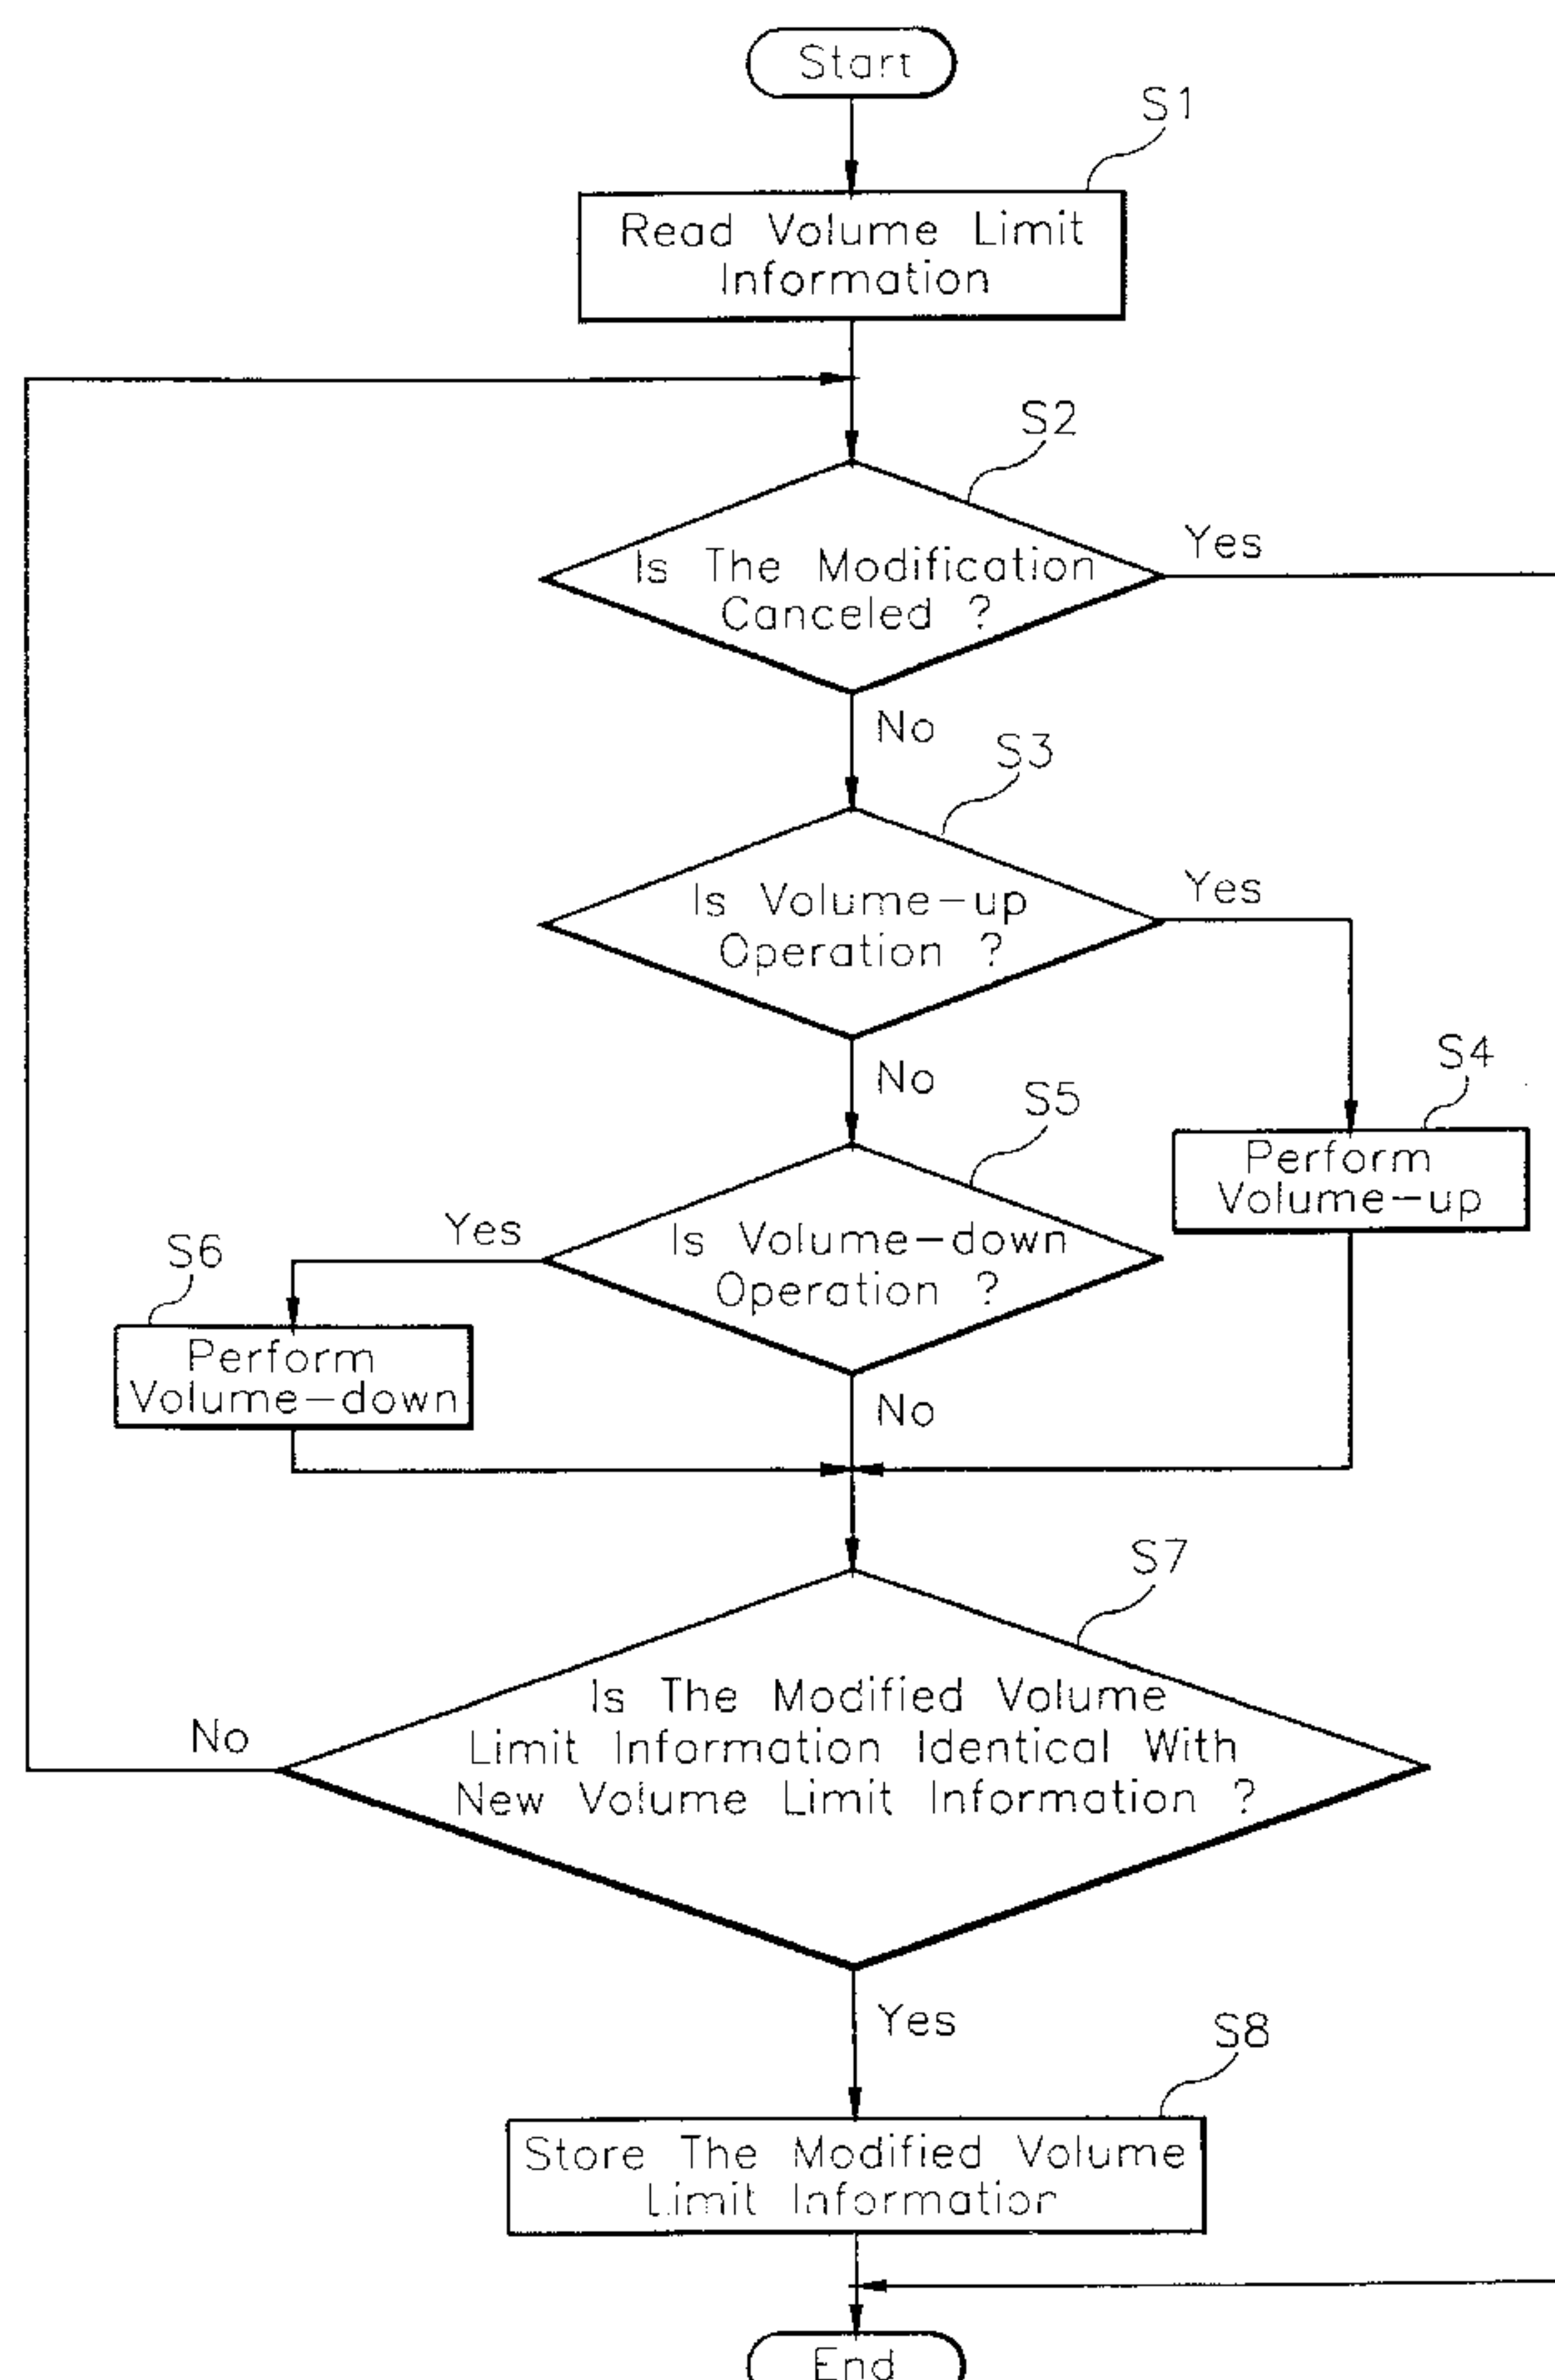 Start
S1
Read Volume Limit
Information
S2
Is The Modification
Canceled ?
Yes
No
S3
Is Volume-up
Operation ?
Yes
No
S4
Perform
Volume-up
S5
Is Volume-down
Operation ?
Yes
S6
Perform
Volume-down
No
S7
Is The Modified Volume
Limit Information Identical With
New Volume Limit Information ?
No
Yes
S8
Store The Modified Volume
Limit Information
End